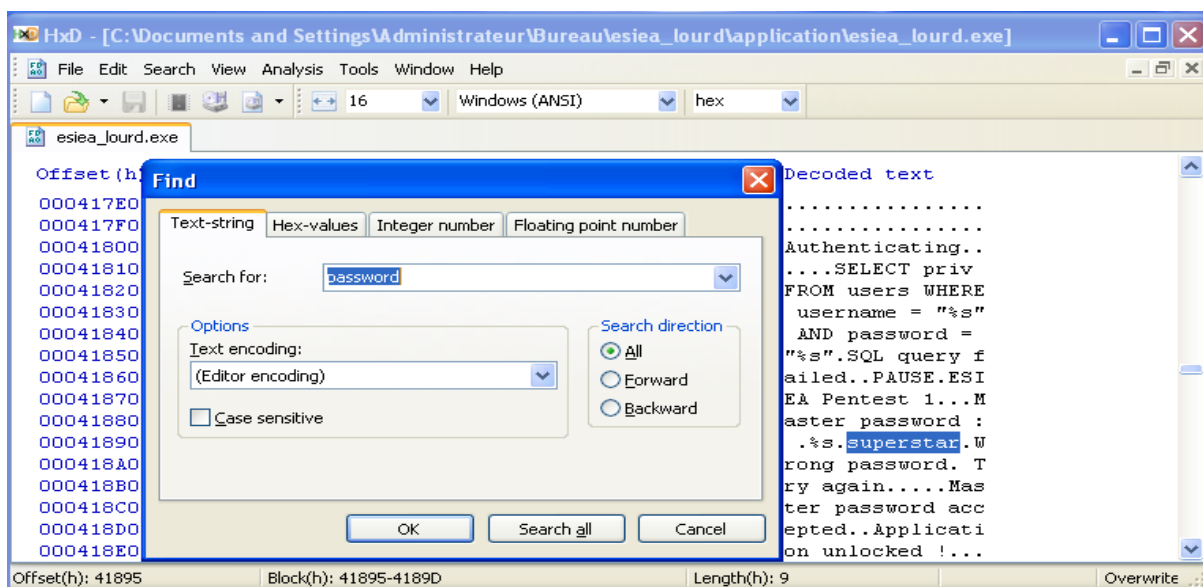 HxD - [C:\Documents and Settings\Administrateur\Bureau\esiea_lourd\application\esiea_lourd.exe]
File Edit Search View Analysis Tools Window Help
16 Windows (ANSI) hex
esiea_lourd.exe
Offset(h) Decoded text
000417E0 ................
000417F0 ................
00041800 Authenticating..
00041810 ....SELECT priv
00041820 FROM users WHERE
00041830 username = "%s"
00041840 AND password =
00041850 "%s".SQL query f
00041860 ailed..PAUSE.ESI
00041870 EA Pentest 1...M
00041880 aster password :
00041890 .%s.superstar.W
000418A0 rong password. T
000418B0 ry again.....Mas
000418C0 ter password acc
000418D0 epted..Applicati
000418E0 on unlocked !...
Find
Text-string Hex-values Integer number Floating point number
Search for: password
Options
Text encoding:
(Editor encoding)
Case sensitive
Search direction
All
Forward
Backward
OK Search all Cancel
Offset(h): 41895 Block(h): 41895-4189D Length(h): 9 Overwrite